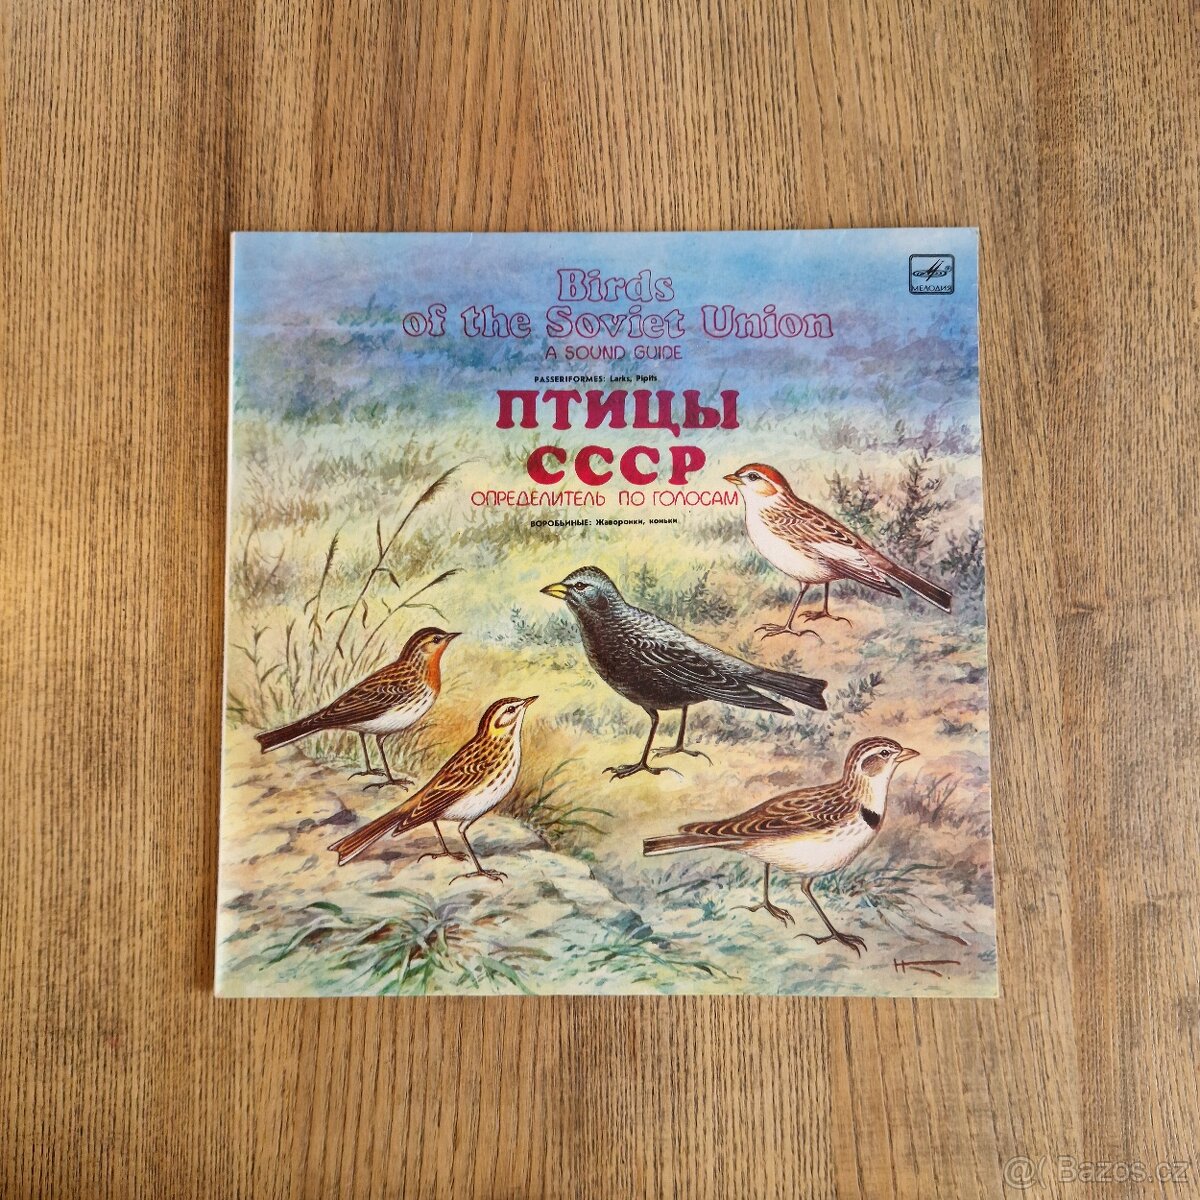 Birds
of the Soviet Union
A SOUND GUIDE
PASSERIFORMES: Larks, Pipits
ПТИЦЫ
СССР
ОПРЕДЕЛИТЕЛЬ ПО ГОЛОСАМ
ВОРОБЬИНЫЕ: Жаворонки, коньки
МЕЛОДИЯ
Bazos.cz